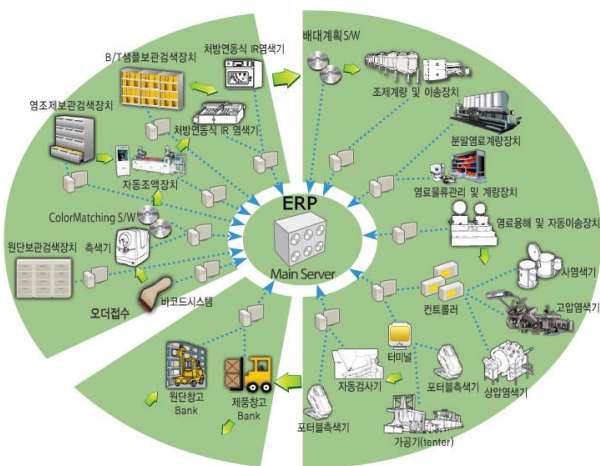 처방연동식 IR염색기
배대계획 S/W
B/T샘플보관검색장치
조제계량 및 이송장치
염조제보관검색장치
처방연동식 IR 염색기
분말염료계량장치
자동조액장치
염료물류관리 및 계량장치
ERP
Main Server
ColorMatching S/W
염료용해 및 자동이송장치
원단보관검색장치
측색기
사염색기
오더접수
바코드시스템
컨트롤러
고압염색기
터미널
원단창고
Bank
제품창고
Bank
자동검사기
포터블측색기
상압염색기
포터블측색기
가공기(tenter)